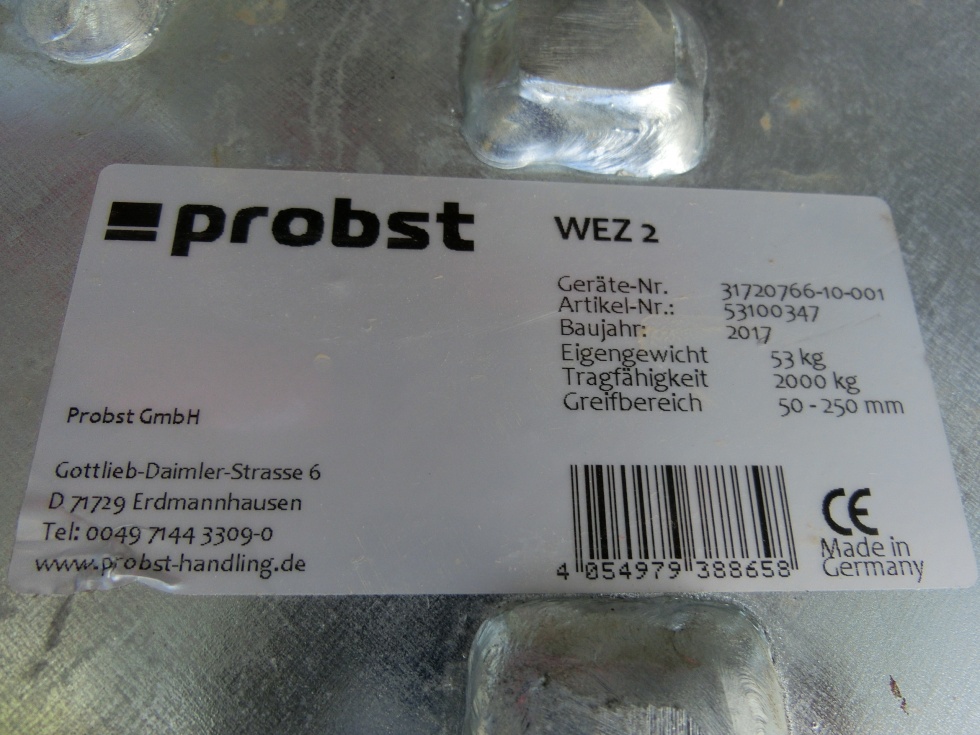 probst
WEZ 2
Geräte-Nr. 31720766-10-001
Artikel-Nr.: 53100347
Baujahr: 2017
Eigengewicht 53 kg
Tragfähigkeit 2000 kg
Greifbereich 50 - 250 mm
Probst GmbH
Gottlieb-Daimler-Strasse 6
D 71729 Erdmannhausen
Tel: 0049 7144 3309-0
www.probst-handling.de
4 054979 388658
CE
Made in
Germany